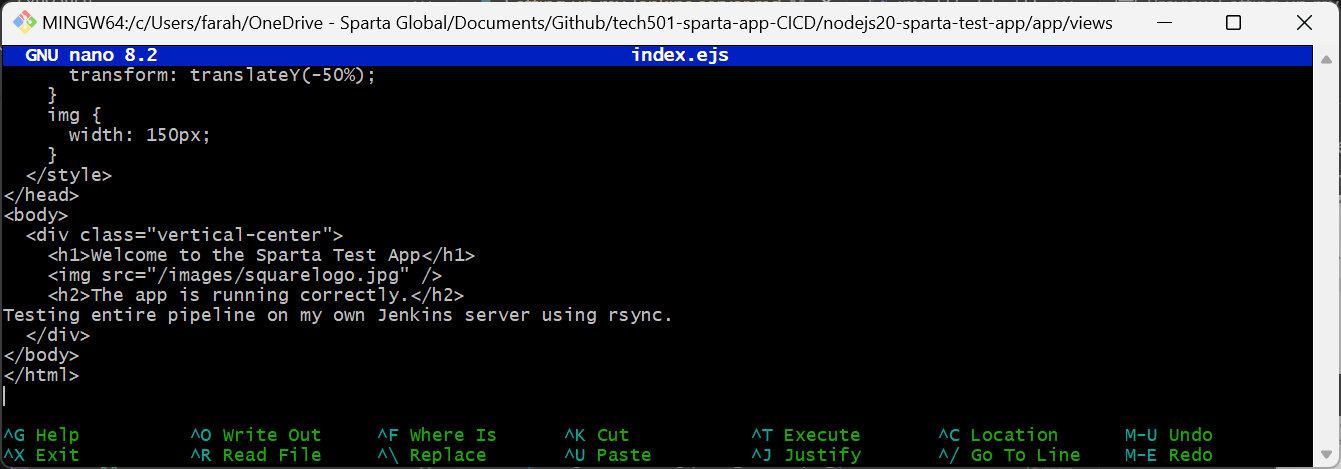 MINGW64:/c/Users/farah/OneDrive - Sparta Global/Documents/Github/tech501-sparta-app-CICD/nodejs20-sparta-test-app/app/views
GNU nano 8.2 index.ejs
transform: translateY(-50%);
}
img {
width: 150px;
}
</style>
</head>
<body>
<div class="vertical-center">
<h1>Welcome to the Sparta Test App</h1>
<img src="/images/squarelogo.jpg" />
<h2>The app is running correctly.</h2>
Testing entire pipeline on my own Jenkins server using rsync.
</div>
</body>
</html>
^G Help ^O Write Out ^F Where Is ^K Cut ^T Execute ^C Location M-U Undo
^X Exit ^R Read File ^\ Replace ^U Paste ^J Justify ^/ Go To Line M-E Redo